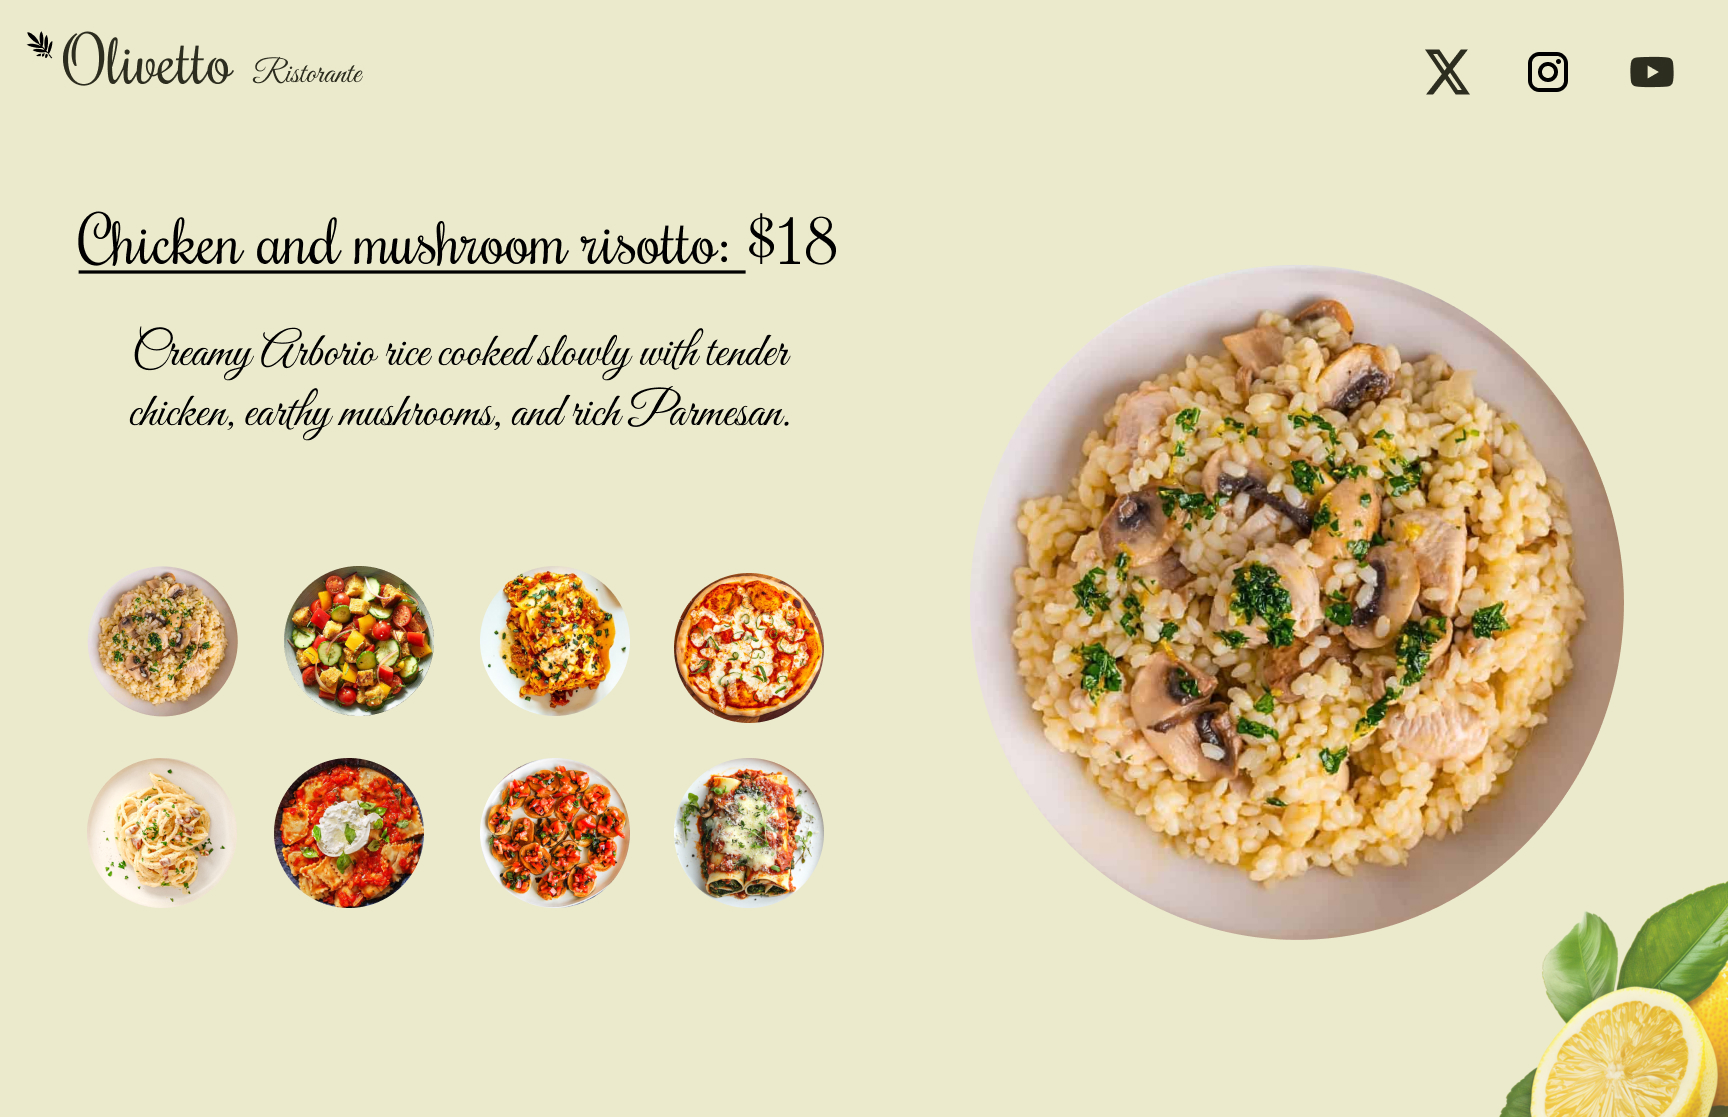 Olivetto Ristorante
Chicken and mushroom risotto: $18
Creamy Arborio rice cooked slowly with tender
chicken, earthy mushrooms, and rich Parmesan.